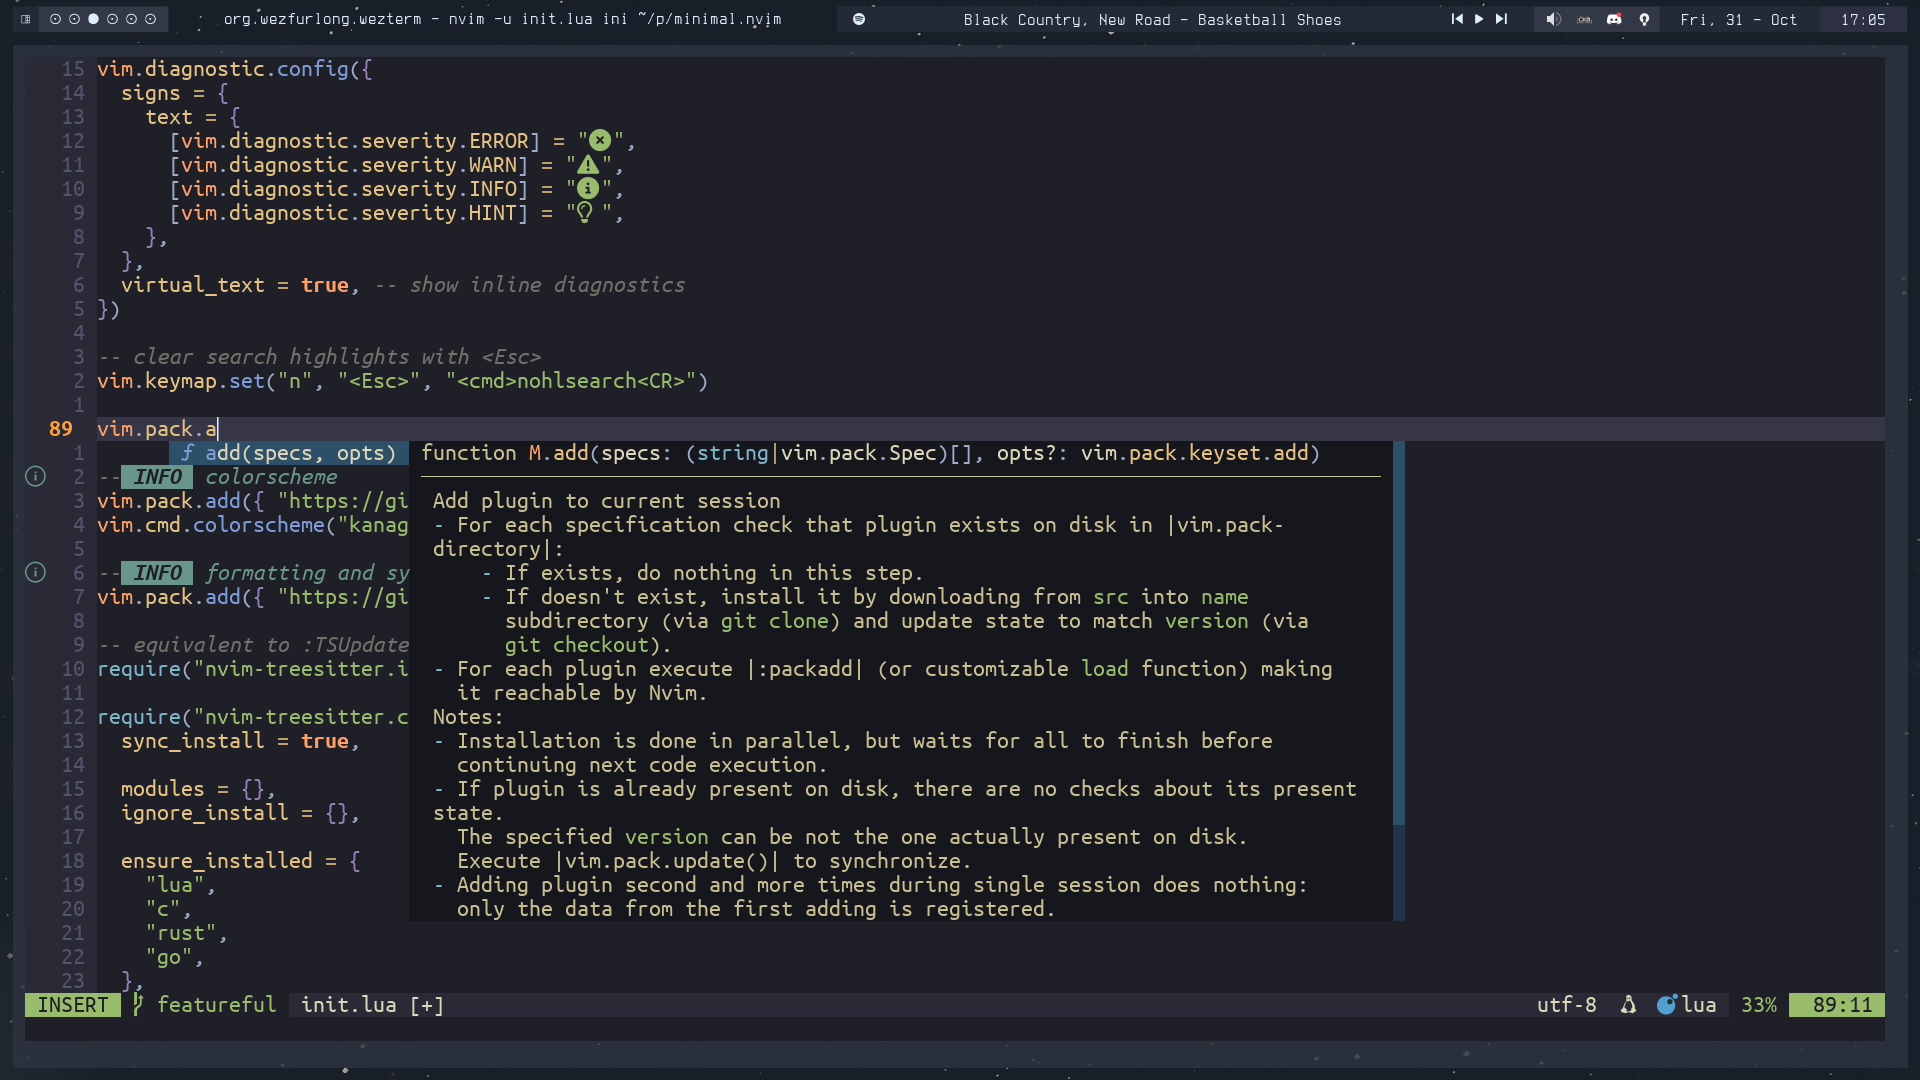 org.wezfurlong.wezterm - nvim -u init.lua ini ~/p/minimal.nvim
Black Country, New Road - Basketball Shoes
Fri, 31 - Oct
17:05
15 vim.diagnostic.config({
14 signs = {
13 text = {
12 [vim.diagnostic.severity.ERROR] = "",
11 [vim.diagnostic.severity.WARN] = "",
10 [vim.diagnostic.severity.INFO] = "",
9 [vim.diagnostic.severity.HINT] = " ",
8 },
7 },
6 virtual_text = true, -- show inline diagnostics
5 })
4
3 -- clear search highlights with <Esc>
2 vim.keymap.set("n", "<Esc>", "<cmd>nohlsearch<CR>")
1
89 vim.pack.a
1 ƒ add(specs, opts)
2 -- INFO colorscheme
3 vim.pack.add({ "https://gi
4 vim.cmd.colorscheme("kanag
5
6 -- INFO formatting and sy
7 vim.pack.add({ "https://gi
8
9 -- equivalent to :TSUpdate
10 require("nvim-treesitter.i
11
12 require("nvim-treesitter.c
13 sync_install = true,
14
15 modules = {},
16 ignore_install = {},
17
18 ensure_installed = {
19 "lua",
20 "c",
21 "rust",
22 "go",
23 },
function M.add(specs: (string|vim.pack.Spec)[], opts?: vim.pack.keyset.add)
Add plugin to current session
- For each specification check that plugin exists on disk in |vim.pack-
directory|:
- If exists, do nothing in this step.
- If doesn't exist, install it by downloading from src into name
subdirectory (via git clone) and update state to match version (via
git checkout).
- For each plugin execute |:packadd| (or customizable load function) making
it reachable by Nvim.
Notes:
- Installation is done in parallel, but waits for all to finish before
continuing next code execution.
- If plugin is already present on disk, there are no checks about its present
state.
The specified version can be not the one actually present on disk.
Execute |vim.pack.update()| to synchronize.
- Adding plugin second and more times during single session does nothing:
only the data from the first adding is registered.
INSERT featureful init.lua [+]
utf-8 lua 33% 89:11